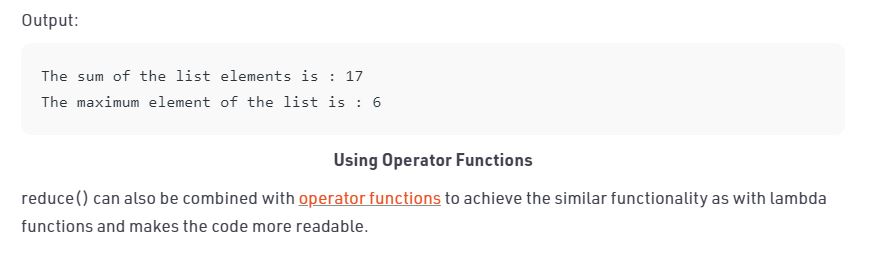 Output:
The sum of the list elements is : 17
The maximum element of the list is : 6
Using Operator Functions
reduce() can also be combined with operator functions to achieve the similar functionality as with lambda
functions and makes the code more readable.